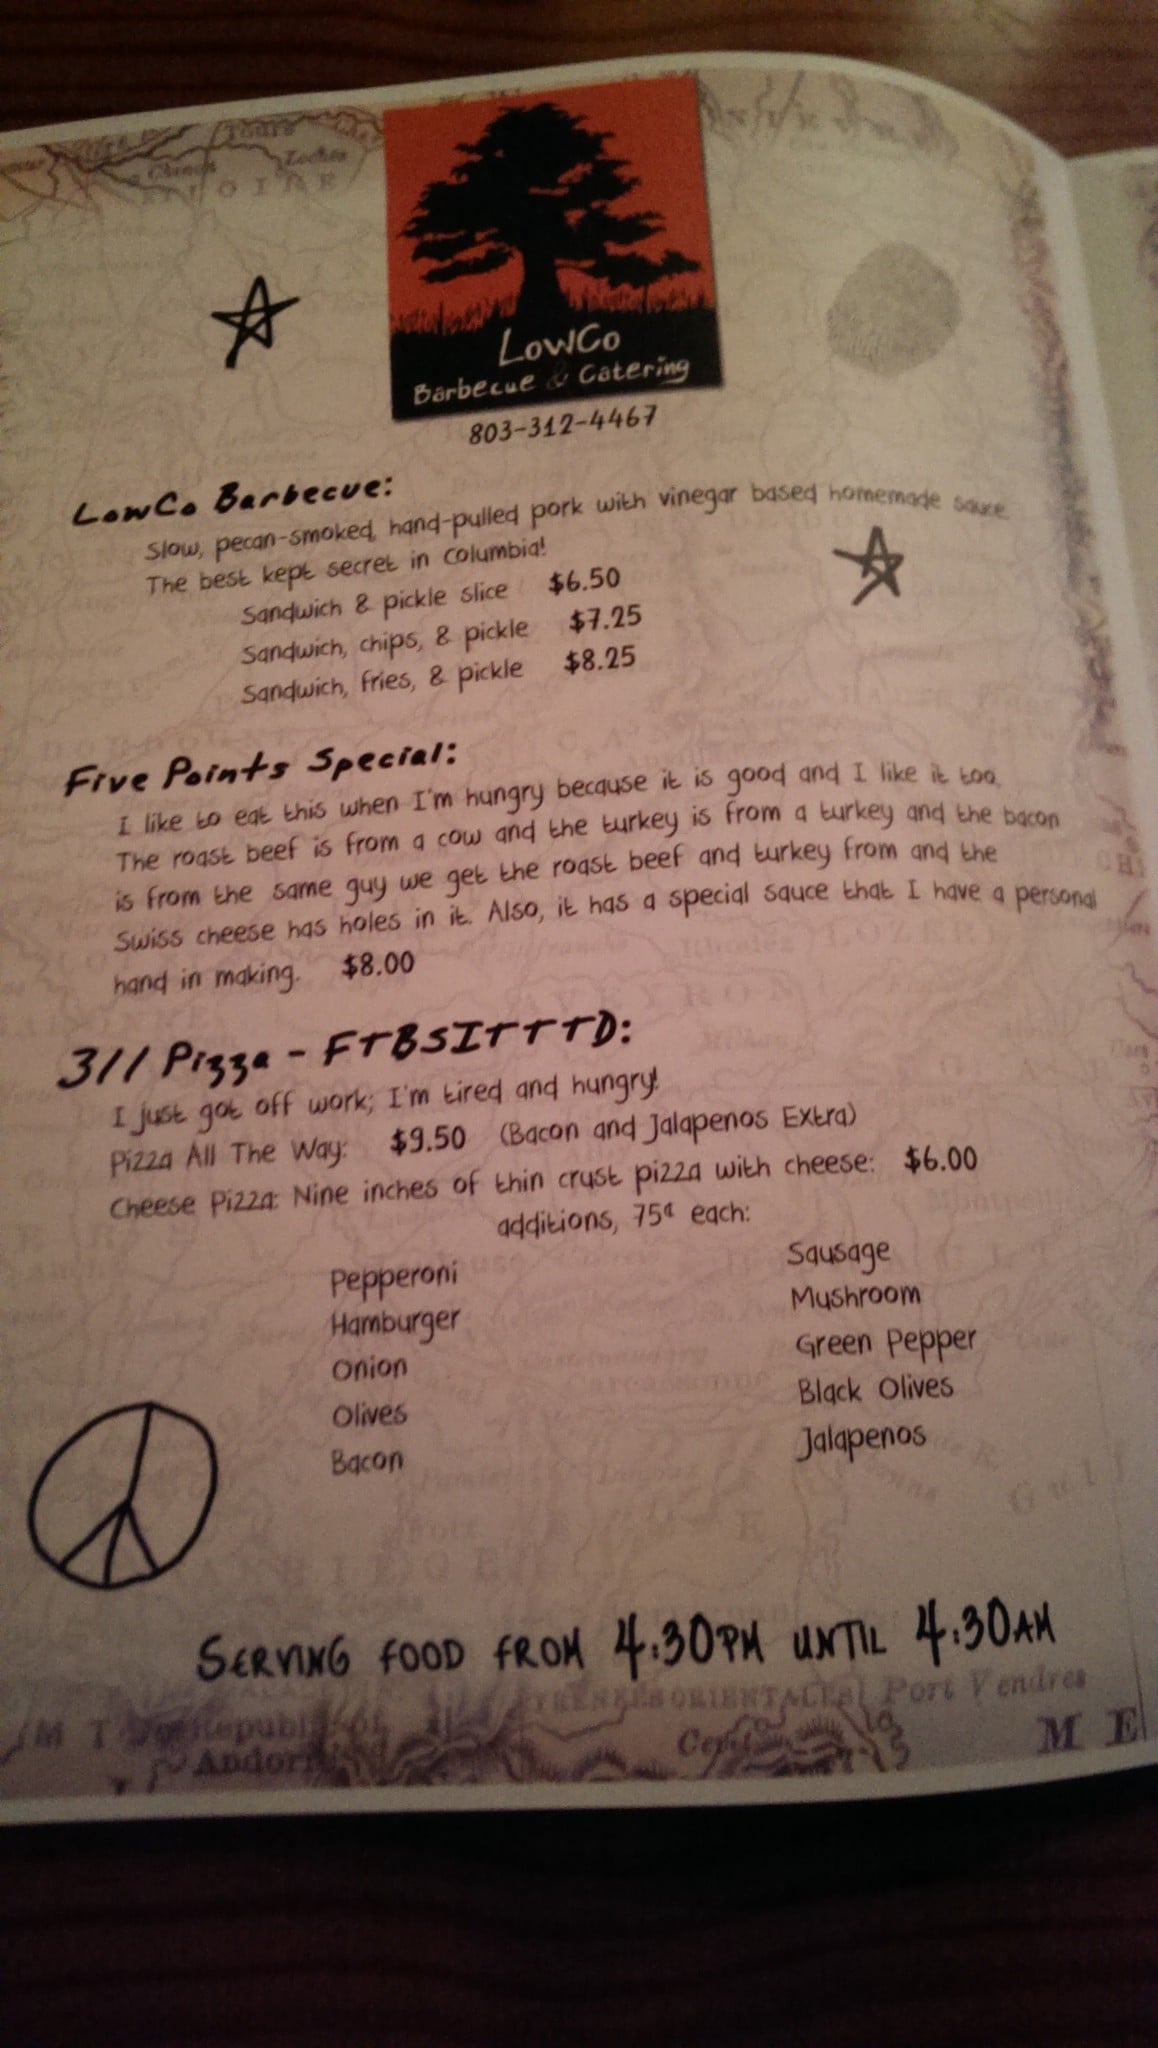 LowCo
Barbecue & Catering
803-312-4467
LowCo Barbecue:
Slow, pecan-smoked, hand-pulled pork with vinegar based homemade sauce.
The best kept secret in Columbia!
Sandwich & pickle slice $6.50
Sandwich, chips, & pickle $7.25
Sandwich, fries, & pickle $8.25
Five Points Special:
I like to eat this when I'm hungry because it is good and I like it too.
The roast beef is from a cow and the turkey is from a turkey and the bacon
is from the same guy we get the roast beef and turkey from and the
Swiss cheese has holes in it. Also, it has a special sauce that I have a personal
hand in making. $8.00
311 Pizza - FTBSITTTD:
I just got off work; I'm tired and hungry!
Pizza All The Way: $9.50 (Bacon and Jalapenos Extra)
Cheese Pizza: Nine inches of thin crust pizza with cheese: $6.00
additions, 75¢ each:
Pepperoni Sausage
Hamburger Mushroom
Onion Green Pepper
Olives Black Olives
Bacon Jalapenos
SERVING FOOD FROM 4:30PM UNTIL 4:30AM
Port Vendres
M E